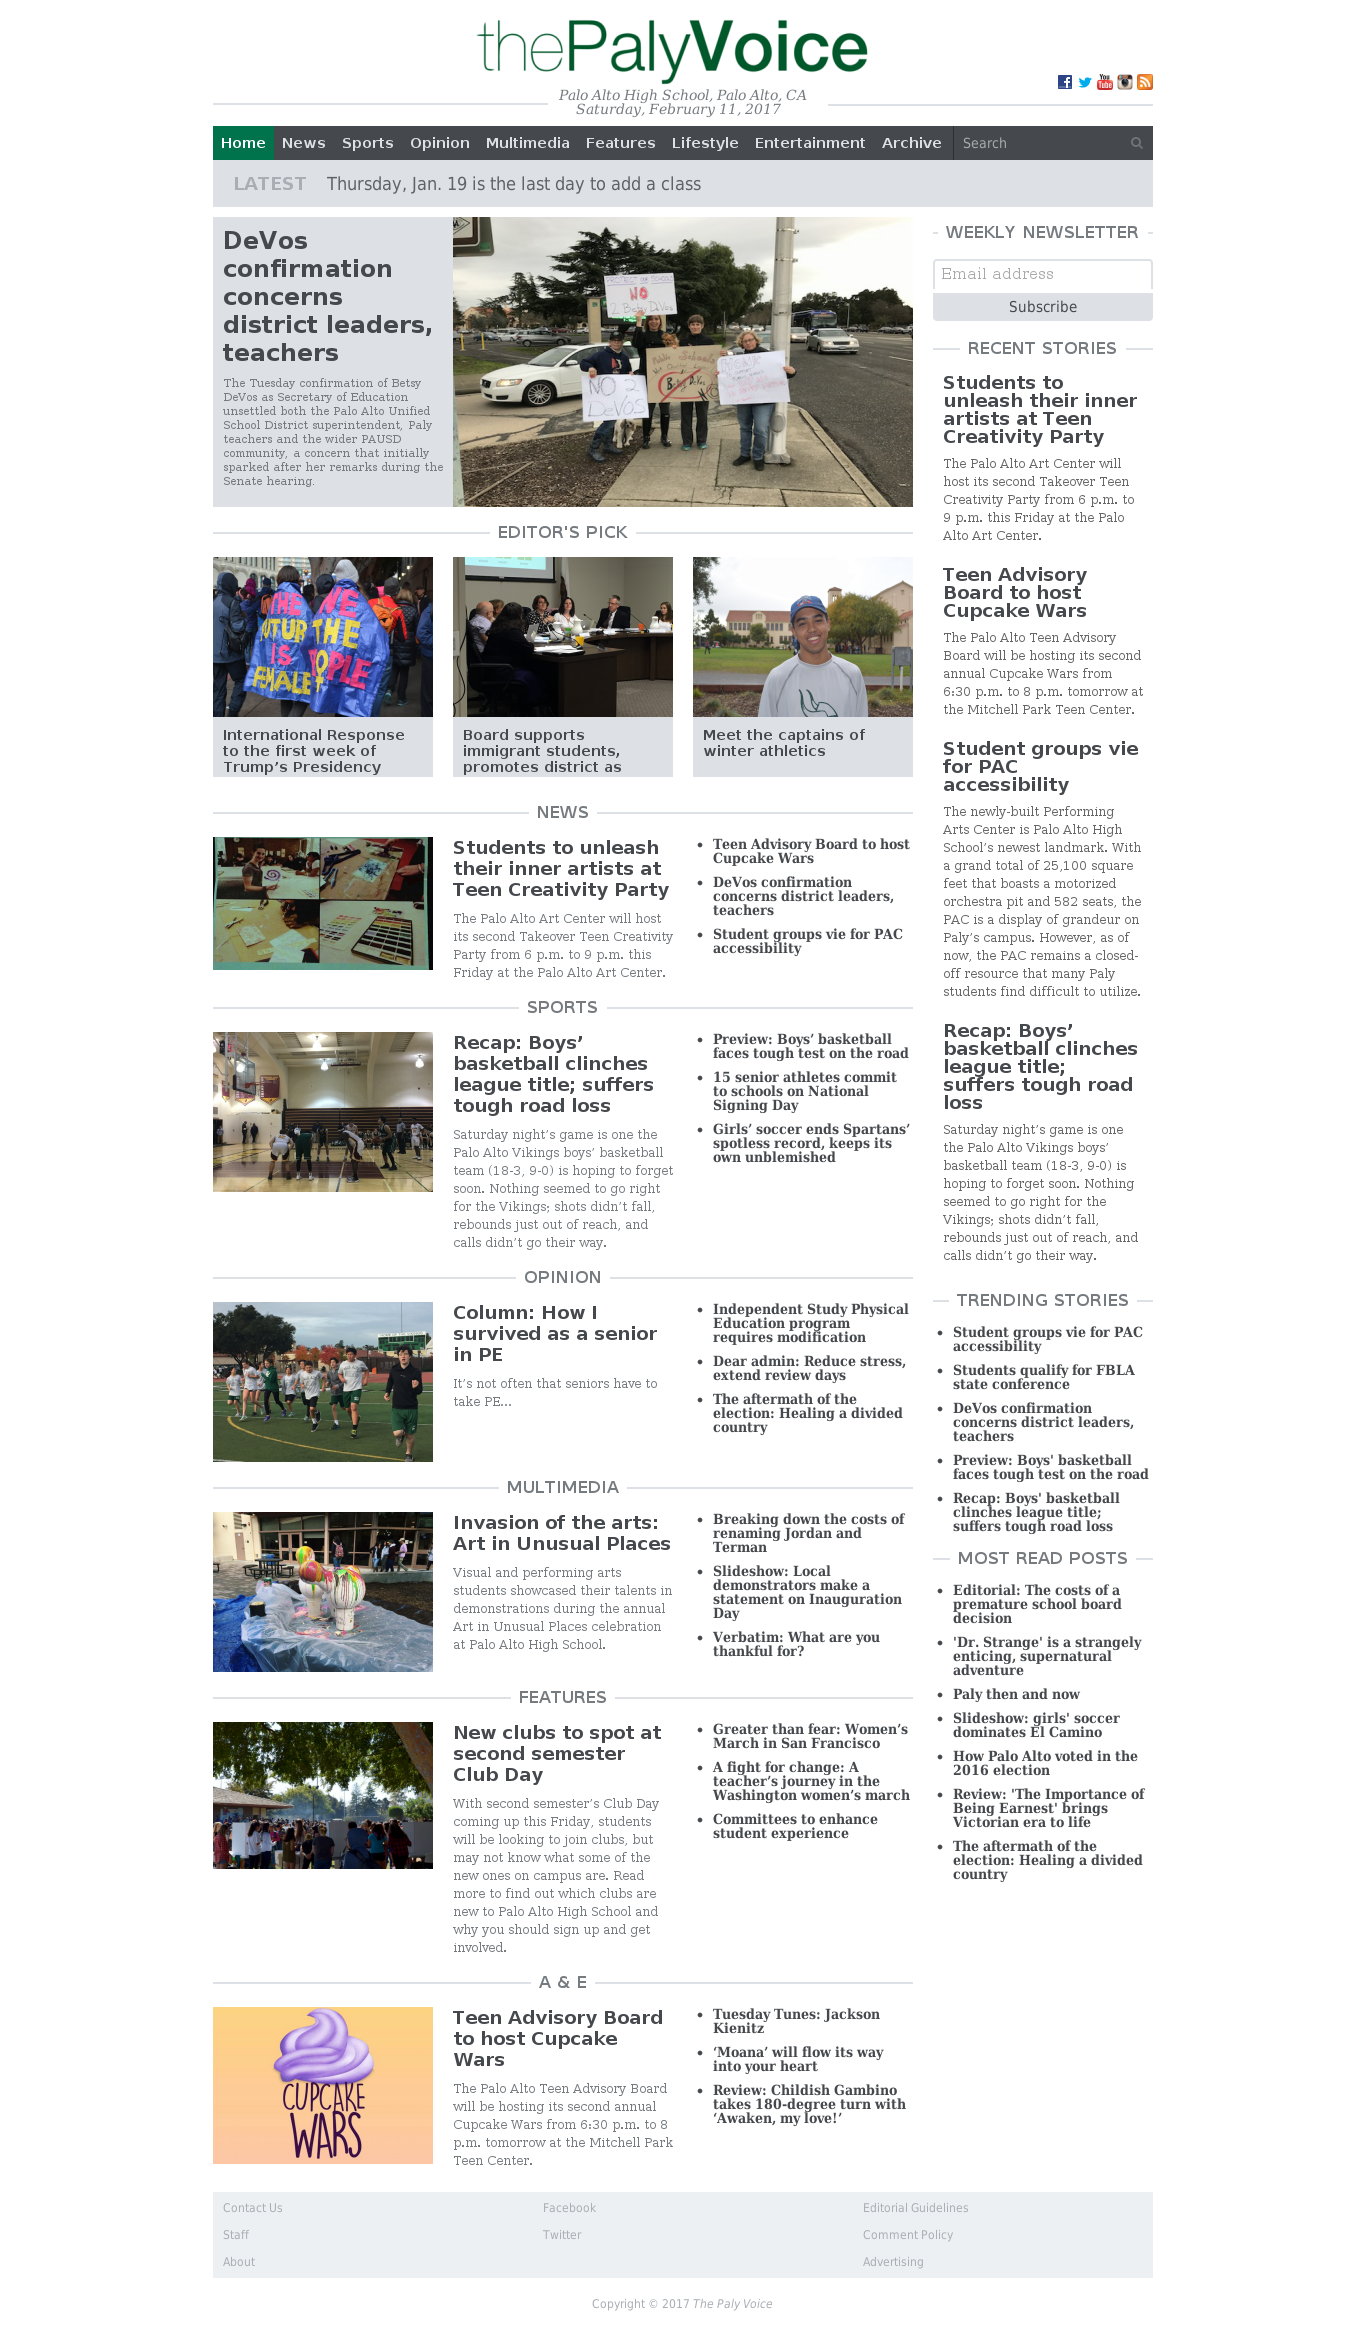 thePalyVoice
Palo Alto High School, Palo Alto, CA
Saturday, February 11, 2017
Home News Sports Opinion Multimedia Features Lifestyle Entertainment Archive Search
LATEST Thursday, Jan. 19 is the last day to add a class
DeVos
confirmation
concerns
district leaders,
teachers
The Tuesday confirmation of Betsy
DeVos as Secretary of Education
unsettled both the Palo Alto Unified
School District superintendent, Paly
teachers and the wider PAUSD
community, a concern that initially
sparked after her remarks during the
Senate hearing.
NO
2 Betsy DeVos
NO 2
DeVos
Betsy DeVos
EDITOR'S PICK
THE
FUTURE
IS
FEMALE
WE
THE
PEOPLE
International Response
to the first week of
Trump’s Presidency
Board supports
immigrant students,
promotes district as
Meet the captains of
winter athletics
NEWS
Students to unleash
their inner artists at
Teen Creativity Party
The Palo Alto Art Center will host
its second Takeover Teen Creativity
Party from 6 p.m. to 9 p.m. this
Friday at the Palo Alto Art Center.
Teen Advisory Board to host
Cupcake Wars
DeVos confirmation
concerns district leaders,
teachers
Student groups vie for PAC
accessibility
SPORTS
Recap: Boys’
basketball clinches
league title; suffers
tough road loss
Saturday night’s game is one the
Palo Alto Vikings boys’ basketball
team (18-3, 9-0) is hoping to forget
soon. Nothing seemed to go right
for the Vikings; shots didn’t fall,
rebounds just out of reach, and
calls didn’t go their way.
Preview: Boys’ basketball
faces tough test on the road
15 senior athletes commit
to schools on National
Signing Day
Girls’ soccer ends Spartans’
spotless record, keeps its
own unblemished
OPINION
Column: How I
survived as a senior
in PE
It’s not often that seniors have to
take PE...
Independent Study Physical
Education program
requires modification
Dear admin: Reduce stress,
extend review days
The aftermath of the
election: Healing a divided
country
MULTIMEDIA
Invasion of the arts:
Art in Unusual Places
Visual and performing arts
students showcased their talents in
demonstrations during the annual
Art in Unusual Places celebration
at Palo Alto High School.
Breaking down the costs of
renaming Jordan and
Terman
Slideshow: Local
demonstrators make a
statement on Inauguration
Day
Verbatim: What are you
thankful for?
FEATURES
New clubs to spot at
second semester
Club Day
With second semester’s Club Day
coming up this Friday, students
will be looking to join clubs, but
may not know what some of the
new ones on campus are. Read
more to find out which clubs are
new to Palo Alto High School and
why you should sign up and get
involved.
Greater than fear: Women’s
March in San Francisco
A fight for change: A
teacher’s journey in the
Washington women’s march
Committees to enhance
student experience
A & E
CUPCAKE
WARS
Teen Advisory Board
to host Cupcake
Wars
The Palo Alto Teen Advisory Board
will be hosting its second annual
Cupcake Wars from 6:30 p.m. to 8
p.m. tomorrow at the Mitchell Park
Teen Center.
Tuesday Tunes: Jackson
Kienitz
‘Moana’ will flow its way
into your heart
Review: Childish Gambino
takes 180-degree turn with
‘Awaken, my love!’
WEEKLY NEWSLETTER
Email address
Subscribe
RECENT STORIES
Students to
unleash their inner
artists at Teen
Creativity Party
The Palo Alto Art Center will
host its second Takeover Teen
Creativity Party from 6 p.m. to
9 p.m. this Friday at the Palo
Alto Art Center.
Teen Advisory
Board to host
Cupcake Wars
The Palo Alto Teen Advisory
Board will be hosting its second
annual Cupcake Wars from
6:30 p.m. to 8 p.m. tomorrow at
the Mitchell Park Teen Center.
Student groups vie
for PAC
accessibility
The newly-built Performing
Arts Center is Palo Alto High
School’s newest landmark. With
a grand total of 25,100 square
feet that boasts a motorized
orchestra pit and 582 seats, the
PAC is a display of grandeur on
Paly’s campus. However, as of
now, the PAC remains a closed-
off resource that many Paly
students find difficult to utilize.
Recap: Boys’
basketball clinches
league title;
suffers tough road
loss
Saturday night’s game is one
the Palo Alto Vikings boys’
basketball team (18-3, 9-0) is
hoping to forget soon. Nothing
seemed to go right for the
Vikings; shots didn’t fall,
rebounds just out of reach, and
calls didn’t go their way.
TRENDING STORIES
Student groups vie for PAC
accessibility
Students qualify for FBLA
state conference
DeVos confirmation
concerns district leaders,
teachers
Preview: Boys' basketball
faces tough test on the road
Recap: Boys' basketball
clinches league title;
suffers tough road loss
MOST READ POSTS
Editorial: The costs of a
premature school board
decision
'Dr. Strange' is a strangely
enticing, supernatural
adventure
Paly then and now
Slideshow: girls' soccer
dominates El Camino
How Palo Alto voted in the
2016 election
Review: 'The Importance of
Being Earnest' brings
Victorian era to life
The aftermath of the
election: Healing a divided
country
Contact Us Facebook Editorial Guidelines
Staff Twitter Comment Policy
About Advertising
Copyright © 2017 The Paly Voice